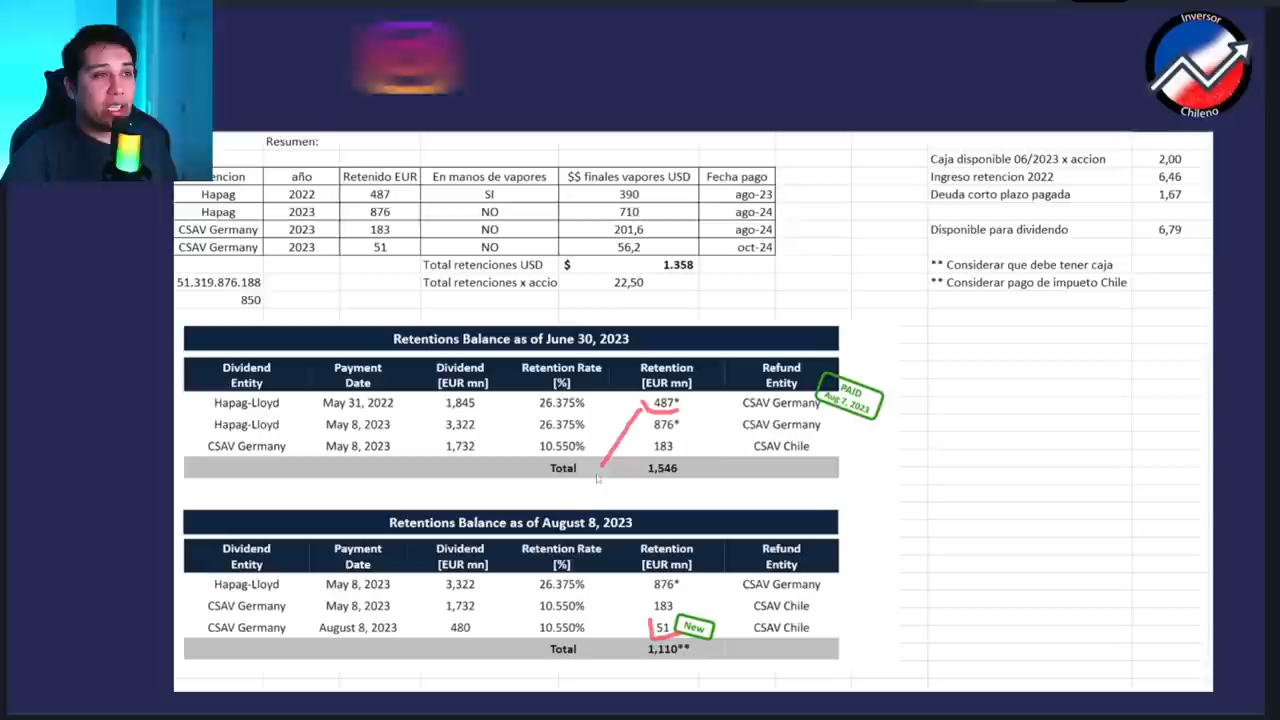 Inversor
Chileno
Resumen:
encion año Retenido EUR En manos de vapores $$ finales vapores USD Fecha pago
Hapag 2022 487 SI 390 ago-23
Hapag 2023 876 NO 710 ago-24
CSAV Germany 2023 183 NO 201,6 ago-24
CSAV Germany 2023 51 NO 56,2 oct-24
Total retenciones USD $ 1.358
51.319.876.188 Total retenciones x accio 22,50
850
Caja disponible 06/2023 x accion 2,00
Ingreso retencion 2022 6,46
Deuda corto plazo pagada 1,67
Disponible para dividendo 6,79
** Considerar que debe tener caja
** Considerar pago de impueto Chile
Retentions Balance as of June 30, 2023
Dividend Payment Dividend Retention Rate Retention Refund
Entity Date [EUR mn] [%] [EUR mn] Entity
Hapag-Lloyd May 31, 2022 1,845 26.375% 487* CSAV Germany
PAID
Aug 7, 2023
Hapag-Lloyd May 8, 2023 3,322 26.375% 876* CSAV Germany
CSAV Germany May 8, 2023 1,732 10.550% 183 CSAV Chile
Total 1,546
Retentions Balance as of August 8, 2023
Dividend Payment Dividend Retention Rate Retention Refund
Entity Date [EUR mn] [%] [EUR mn] Entity
Hapag-Lloyd May 8, 2023 3,322 26.375% 876* CSAV Germany
CSAV Germany May 8, 2023 1,732 10.550% 183 CSAV Chile
CSAV Germany August 8, 2023 480 10.550% 51 New CSAV Chile
Total 1,110**